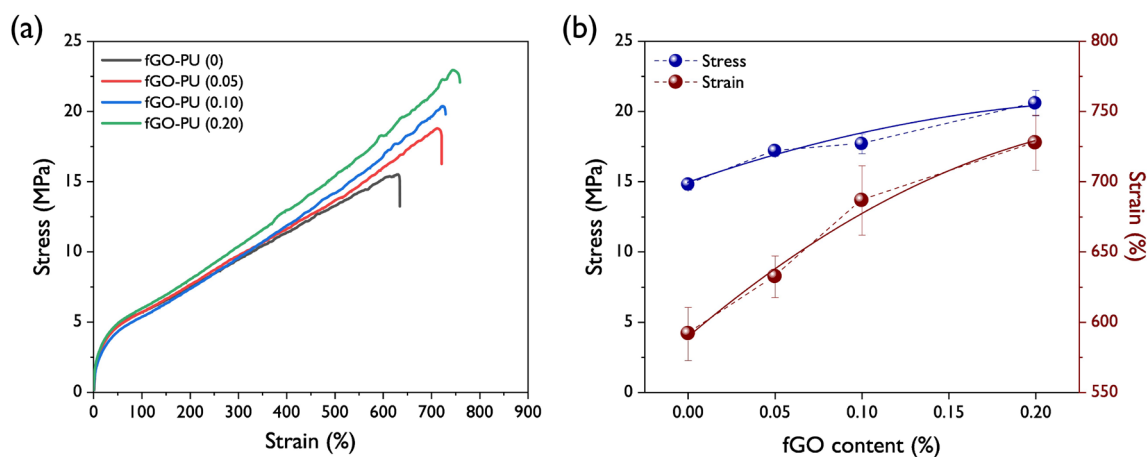 (a)
25
20
15
10
5
0
Stress (MPa)
fGO-PU (0)
fGO-PU (0.05)
fGO-PU (0.10)
fGO-PU (0.20)
0 100 200 300 400 500 600 700 800 900
Strain (%)
(b)
25
20
15
10
5
0
Stress (MPa)
Stress
Strain
800
750
700
650
600
550
Strain (%)
0.00 0.05 0.10 0.15 0.20
fGO content (%)